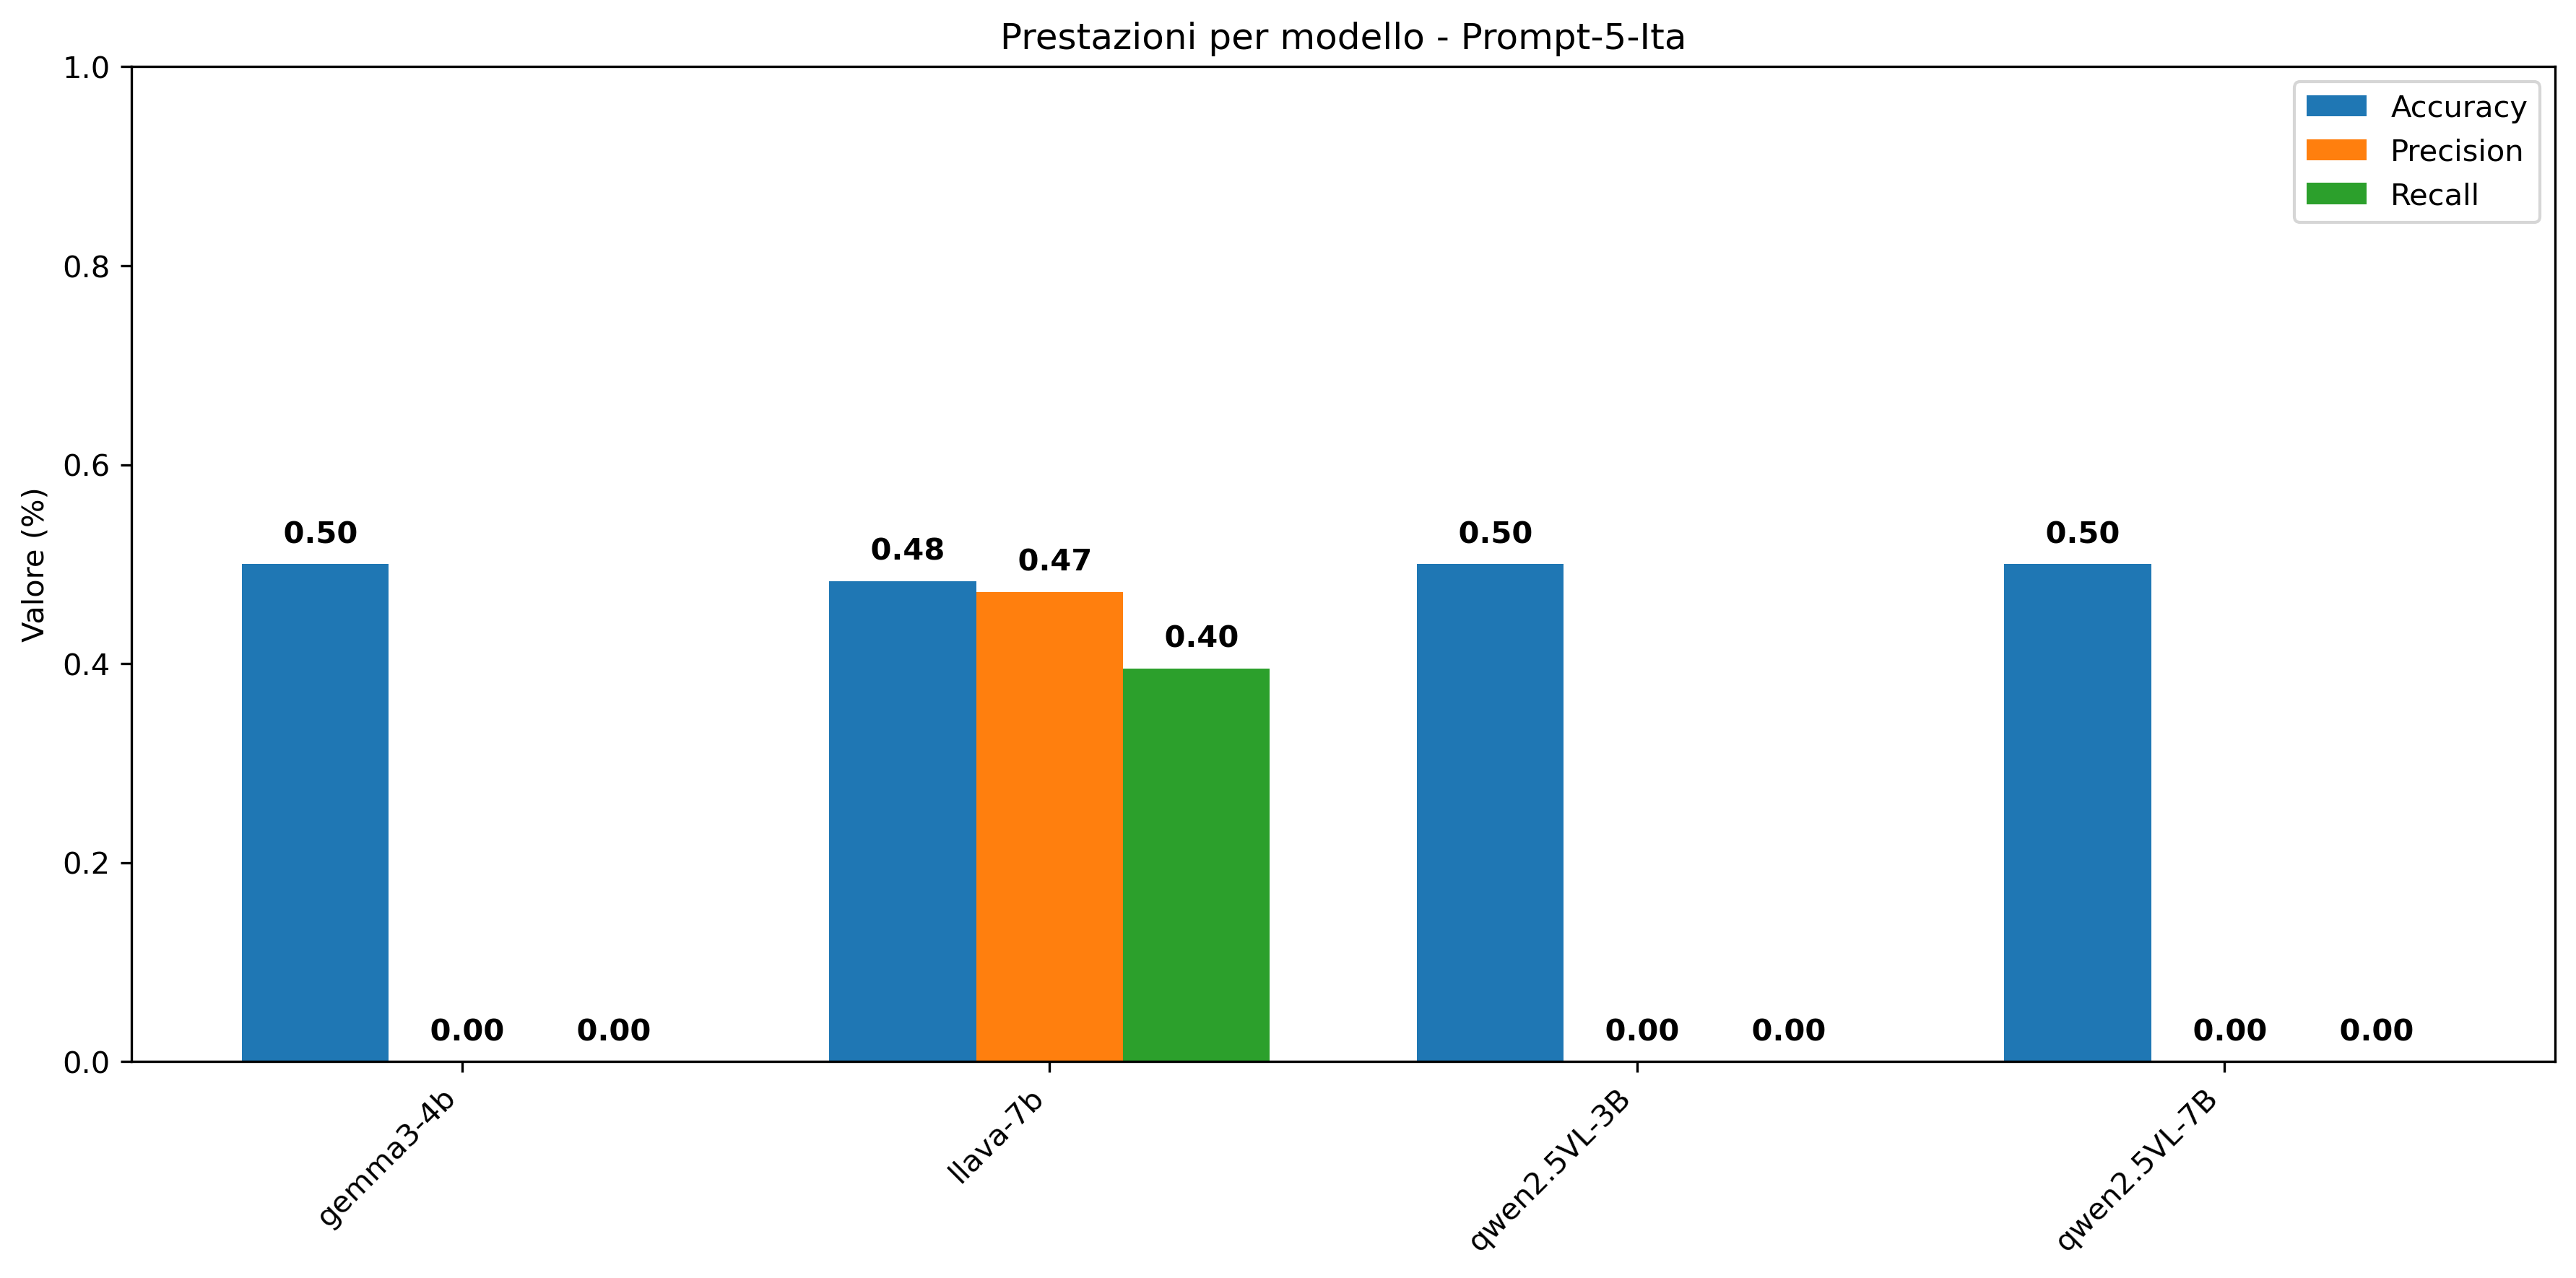 Prestazioni per modello - Prompt-5-Ita
Accuracy
Precision
Recall
Valore (%)
1.0
0.8
0.6
0.4
0.2
0.0
0.50
0.00
0.00
0.48
0.47
0.40
0.50
0.00
0.00
0.50
0.00
0.00
gemma3-4b
llava-7b
qwen2.5VL-3B
qwen2.5VL-7B